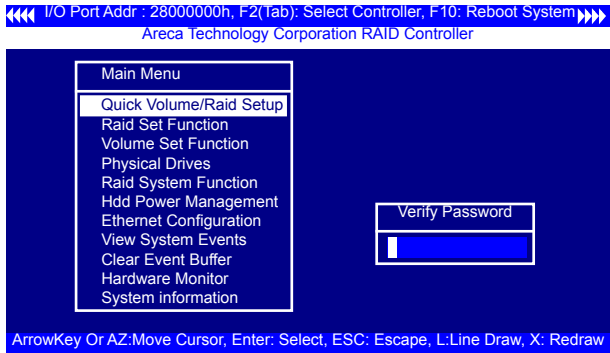 I/O Port Addr : 28000000h, F2(Tab): Select Controller, F10: Reboot System
Areca Technology Corporation RAID Controller
Main Menu
Quick Volume/Raid Setup
Raid Set Function
Volume Set Function
Physical Drives
Raid System Function
Hdd Power Management
Ethernet Configuration
View System Events
Clear Event Buffer
Hardware Monitor
System information
Verify Password
ArrowKey Or AZ:Move Cursor, Enter: Select, ESC: Escape, L:Line Draw, X: Redraw